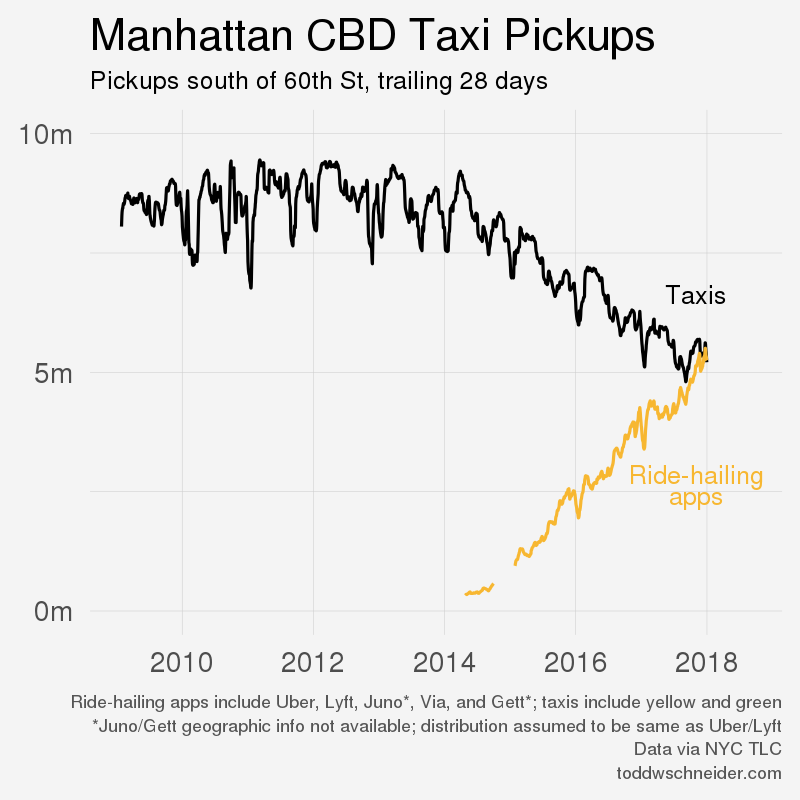 Manhattan CBD Taxi Pickups
Pickups south of 60th St, trailing 28 days
10m
Taxis
5m
Ride-hailing
apps
0m
2010 2012 2014 2016 2018
Ride-hailing apps include Uber, Lyft, Juno*, Via, and Gett*; taxis include yellow and green
*Juno/Gett geographic info not available; distribution assumed to be same as Uber/Lyft
Data via NYC TLC
toddwschneider.com